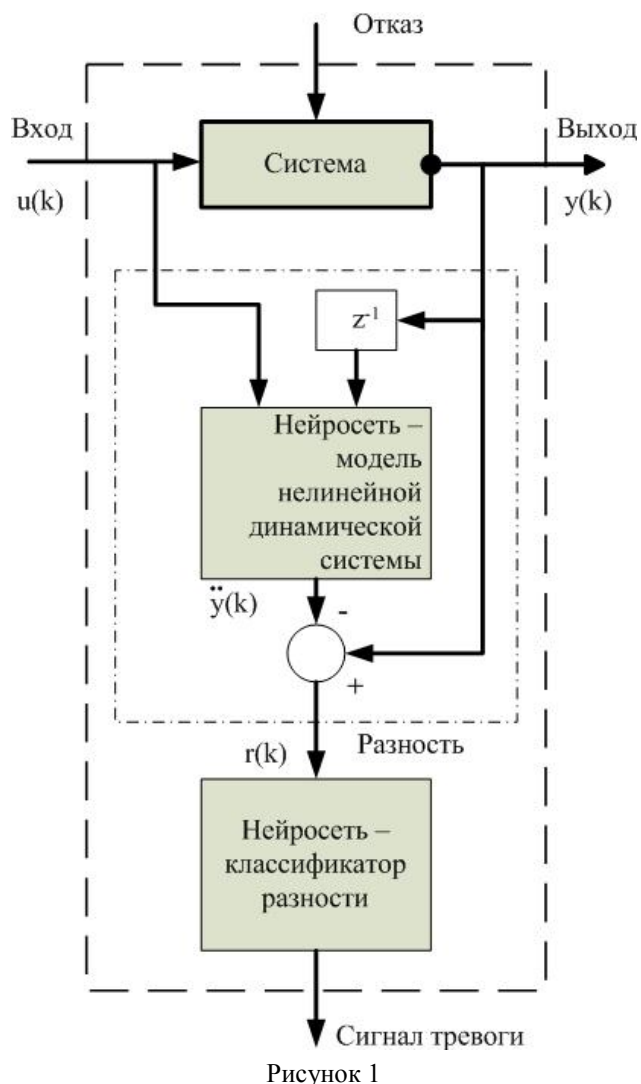 Отказ
Вход
Система
Выход
u(k)
y(k)
z⁻¹
Нейросеть –
модель
нелинейной
динамической
системы
ÿ(k)
-
+
r(k)
Разность
Нейросеть –
классификатор
разности
Сигнал тревоги
Рисунок 1